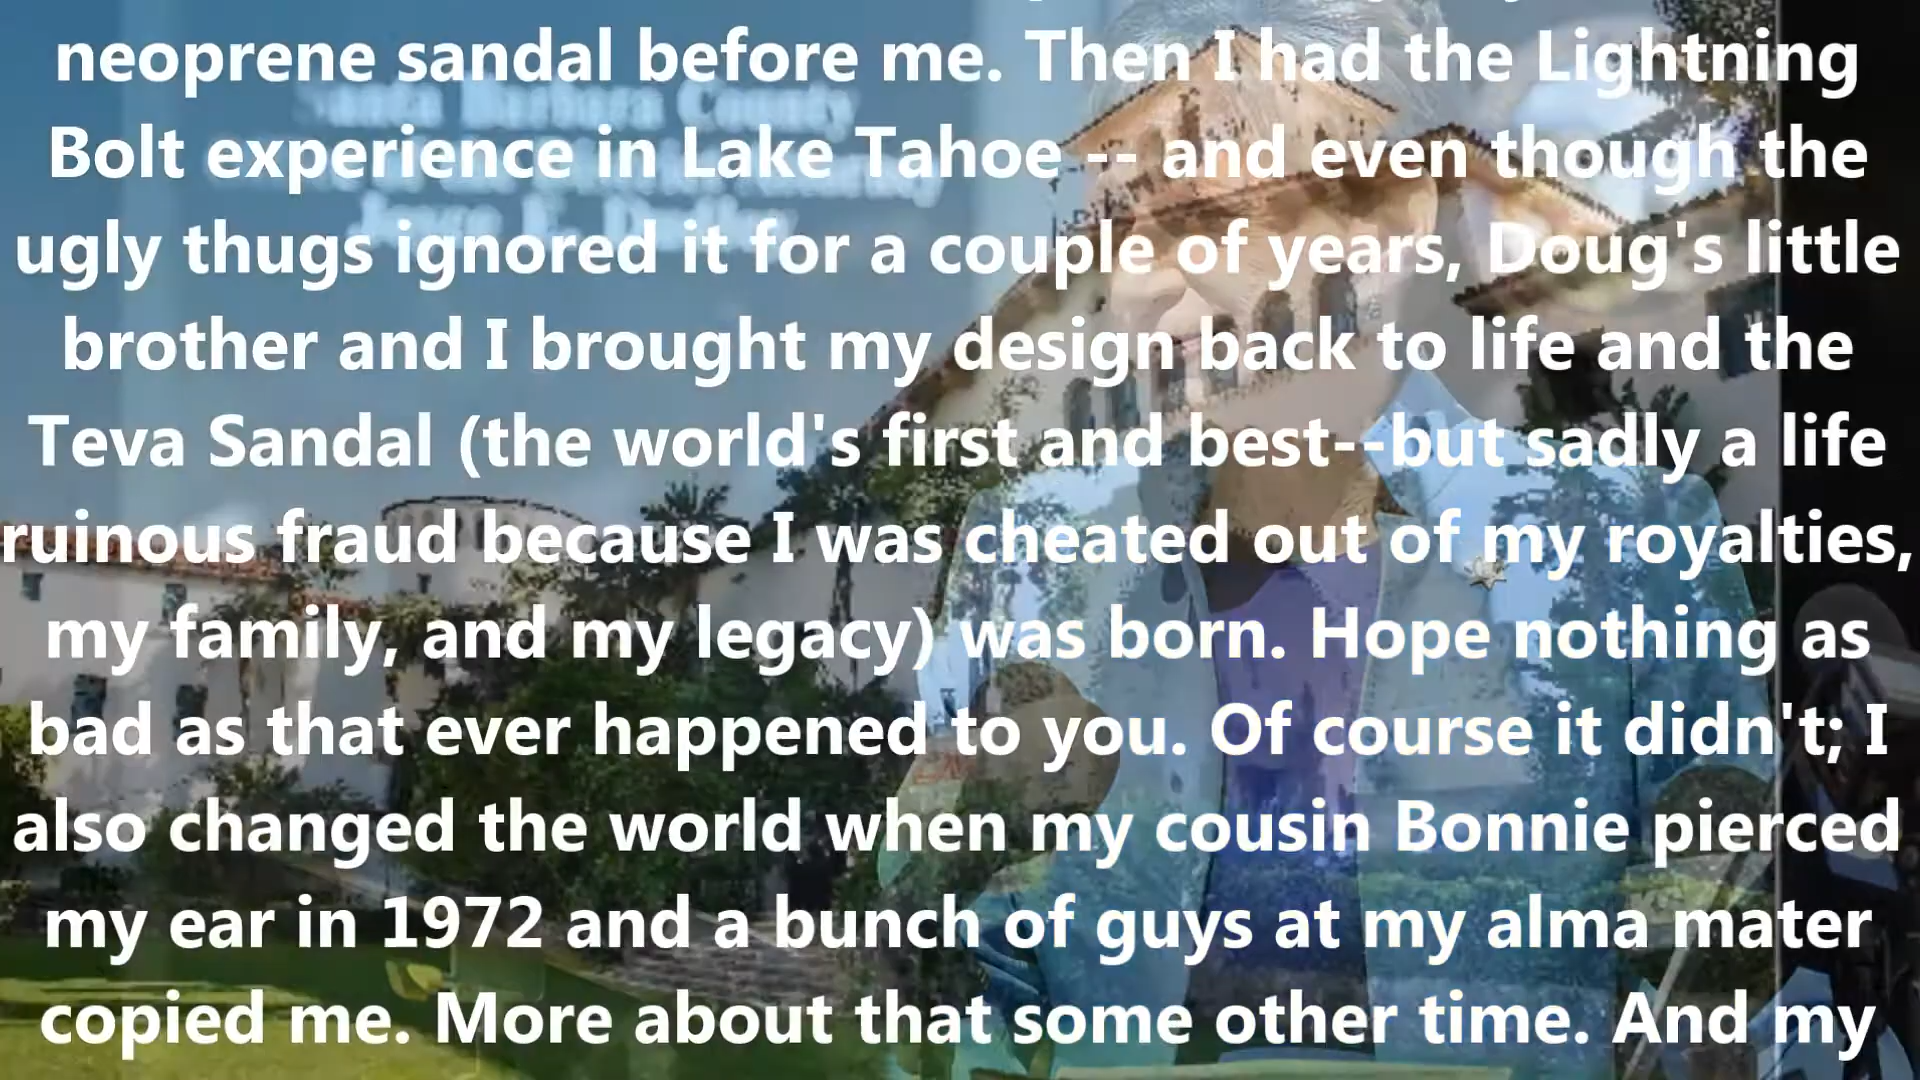 neoprene sandal before me. Then I had the Lightning
Bolt experience in Lake Tahoe -- and even though the
ugly thugs ignored it for a couple of years, Doug's little
brother and I brought my design back to life and the
Teva Sandal (the world's first and best--but sadly a life
ruinous fraud because I was cheated out of my royalties,
my family, and my legacy) was born. Hope nothing as
bad as that ever happened to you. Of course it didn't; I
also changed the world when my cousin Bonnie pierced
my ear in 1972 and a bunch of guys at my alma mater
copied me. More about that some other time. And my
Santa Barbara County
Joyce E. Dudley